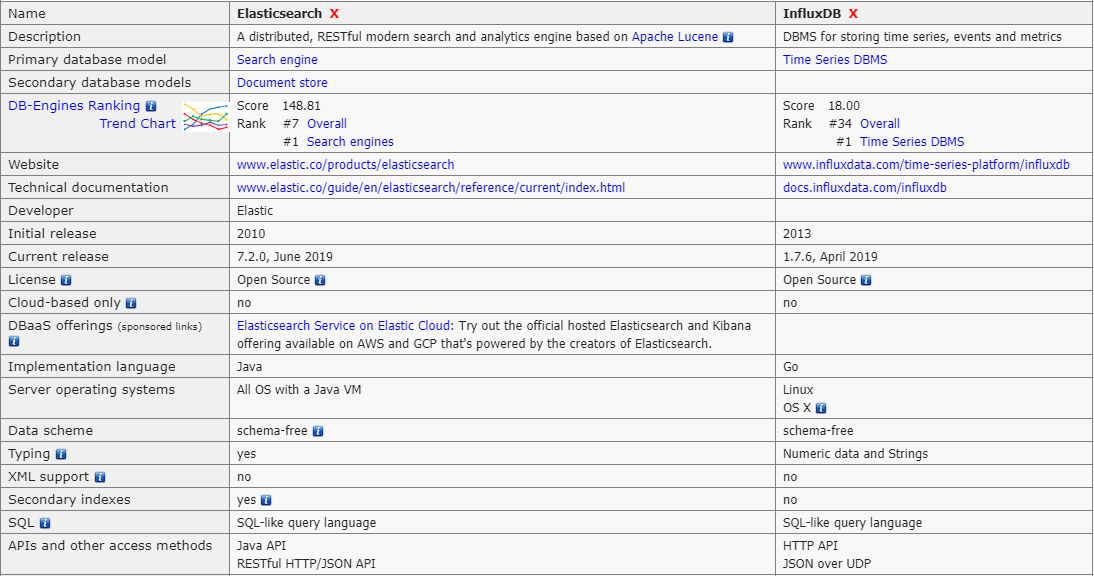 Name Elasticsearch X InfluxDB X
Description A distributed, RESTful modern search and analytics engine based on Apache Lucene DBMS for storing time series, events and metrics
Primary database model Search engine Time Series DBMS
Secondary database models Document store
DB-Engines Ranking Score 148.81 Score 18.00
Trend Chart Rank #7 Overall Rank #34 Overall
#1 Search engines #1 Time Series DBMS
Website www.elastic.co/products/elasticsearch www.influxdata.com/time-series-platform/influxdb
Technical documentation www.elastic.co/guide/en/elasticsearch/reference/current/index.html docs.influxdata.com/influxdb
Developer Elastic
Initial release 2010 2013
Current release 7.2.0, June 2019 1.7.6, April 2019
License Open Source Open Source
Cloud-based only no no
DBaaS offerings (sponsored links) Elasticsearch Service on Elastic Cloud: Try out the official hosted Elasticsearch and Kibana
offering available on AWS and GCP that's powered by the creators of Elasticsearch.
Implementation language Java Go
Server operating systems All OS with a Java VM Linux
OS X
Data scheme schema-free schema-free
Typing yes Numeric data and Strings
XML support no no
Secondary indexes yes no
SQL SQL-like query language SQL-like query language
APIs and other access methods Java API HTTP API
RESTful HTTP/JSON API JSON over UDP